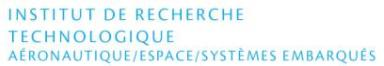 INSTITUT DE RECHERCHE
TECHNOLOGIQUE
AÉRONAUTIQUE/ESPACE/SYSTÈMES EMBARQUÉS